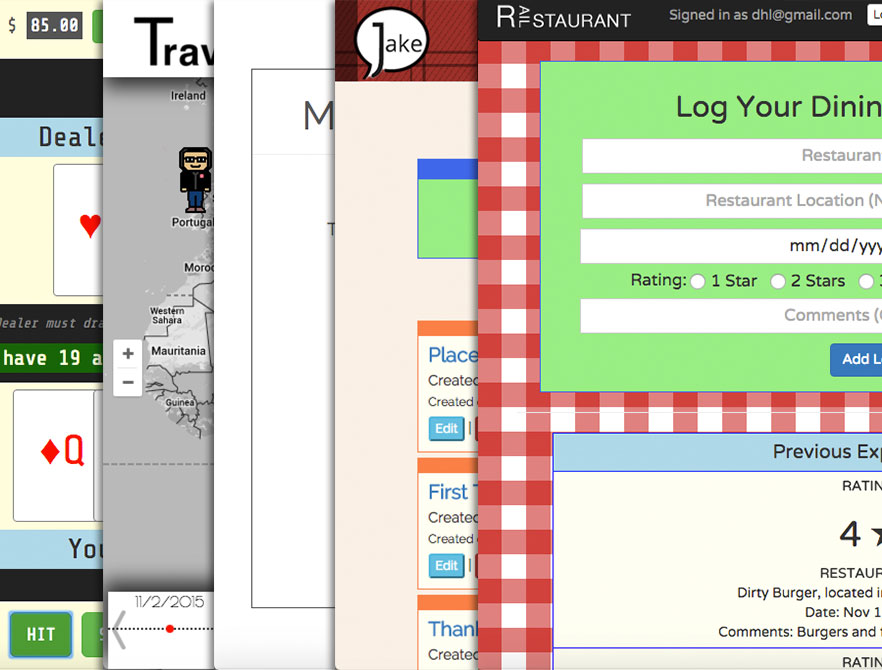 $ 85.00
Deale
Dealer must dra
have 19 a
Q
You
HIT
Trav
Ireland
Portugal
Moroc
Western
Sahara
Mauritania
Guinea
+
−
11/2/2015
M
T
Jake
Place
Created
Created
Edit |
First T
Created
Created
Edit |
Thank
Created
RAILSTAURANT
Signed in as dhl@gmail.com
Lo
Log Your Dinin
Restauran
Restaurant Location (N
mm/dd/yyy
Rating: 1 Star 2 Stars 3
Comments (
Add L
Previous Exp
RATIN
4 ★
RESTAUR
Dirty Burger, located i
Date: Nov 1
Comments: Burgers and f
RATIN